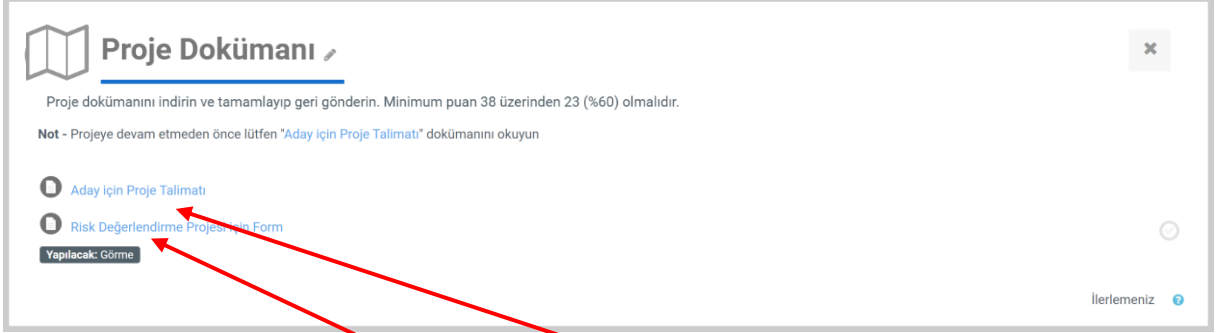 Proje Dokümanı
Proje dokümanını indirin ve tamamlayıp geri gönderin. Minimum puan 38 üzerinden 23 (%60) olmalıdır.
Not - Projeye devam etmeden önce lütfen "Aday için Proje Talimatı" dokümanını okuyun
Aday için Proje Talimatı
Risk Değerlendirme Projesi için Form
Yapılacak: Görme
İlerlemeniz